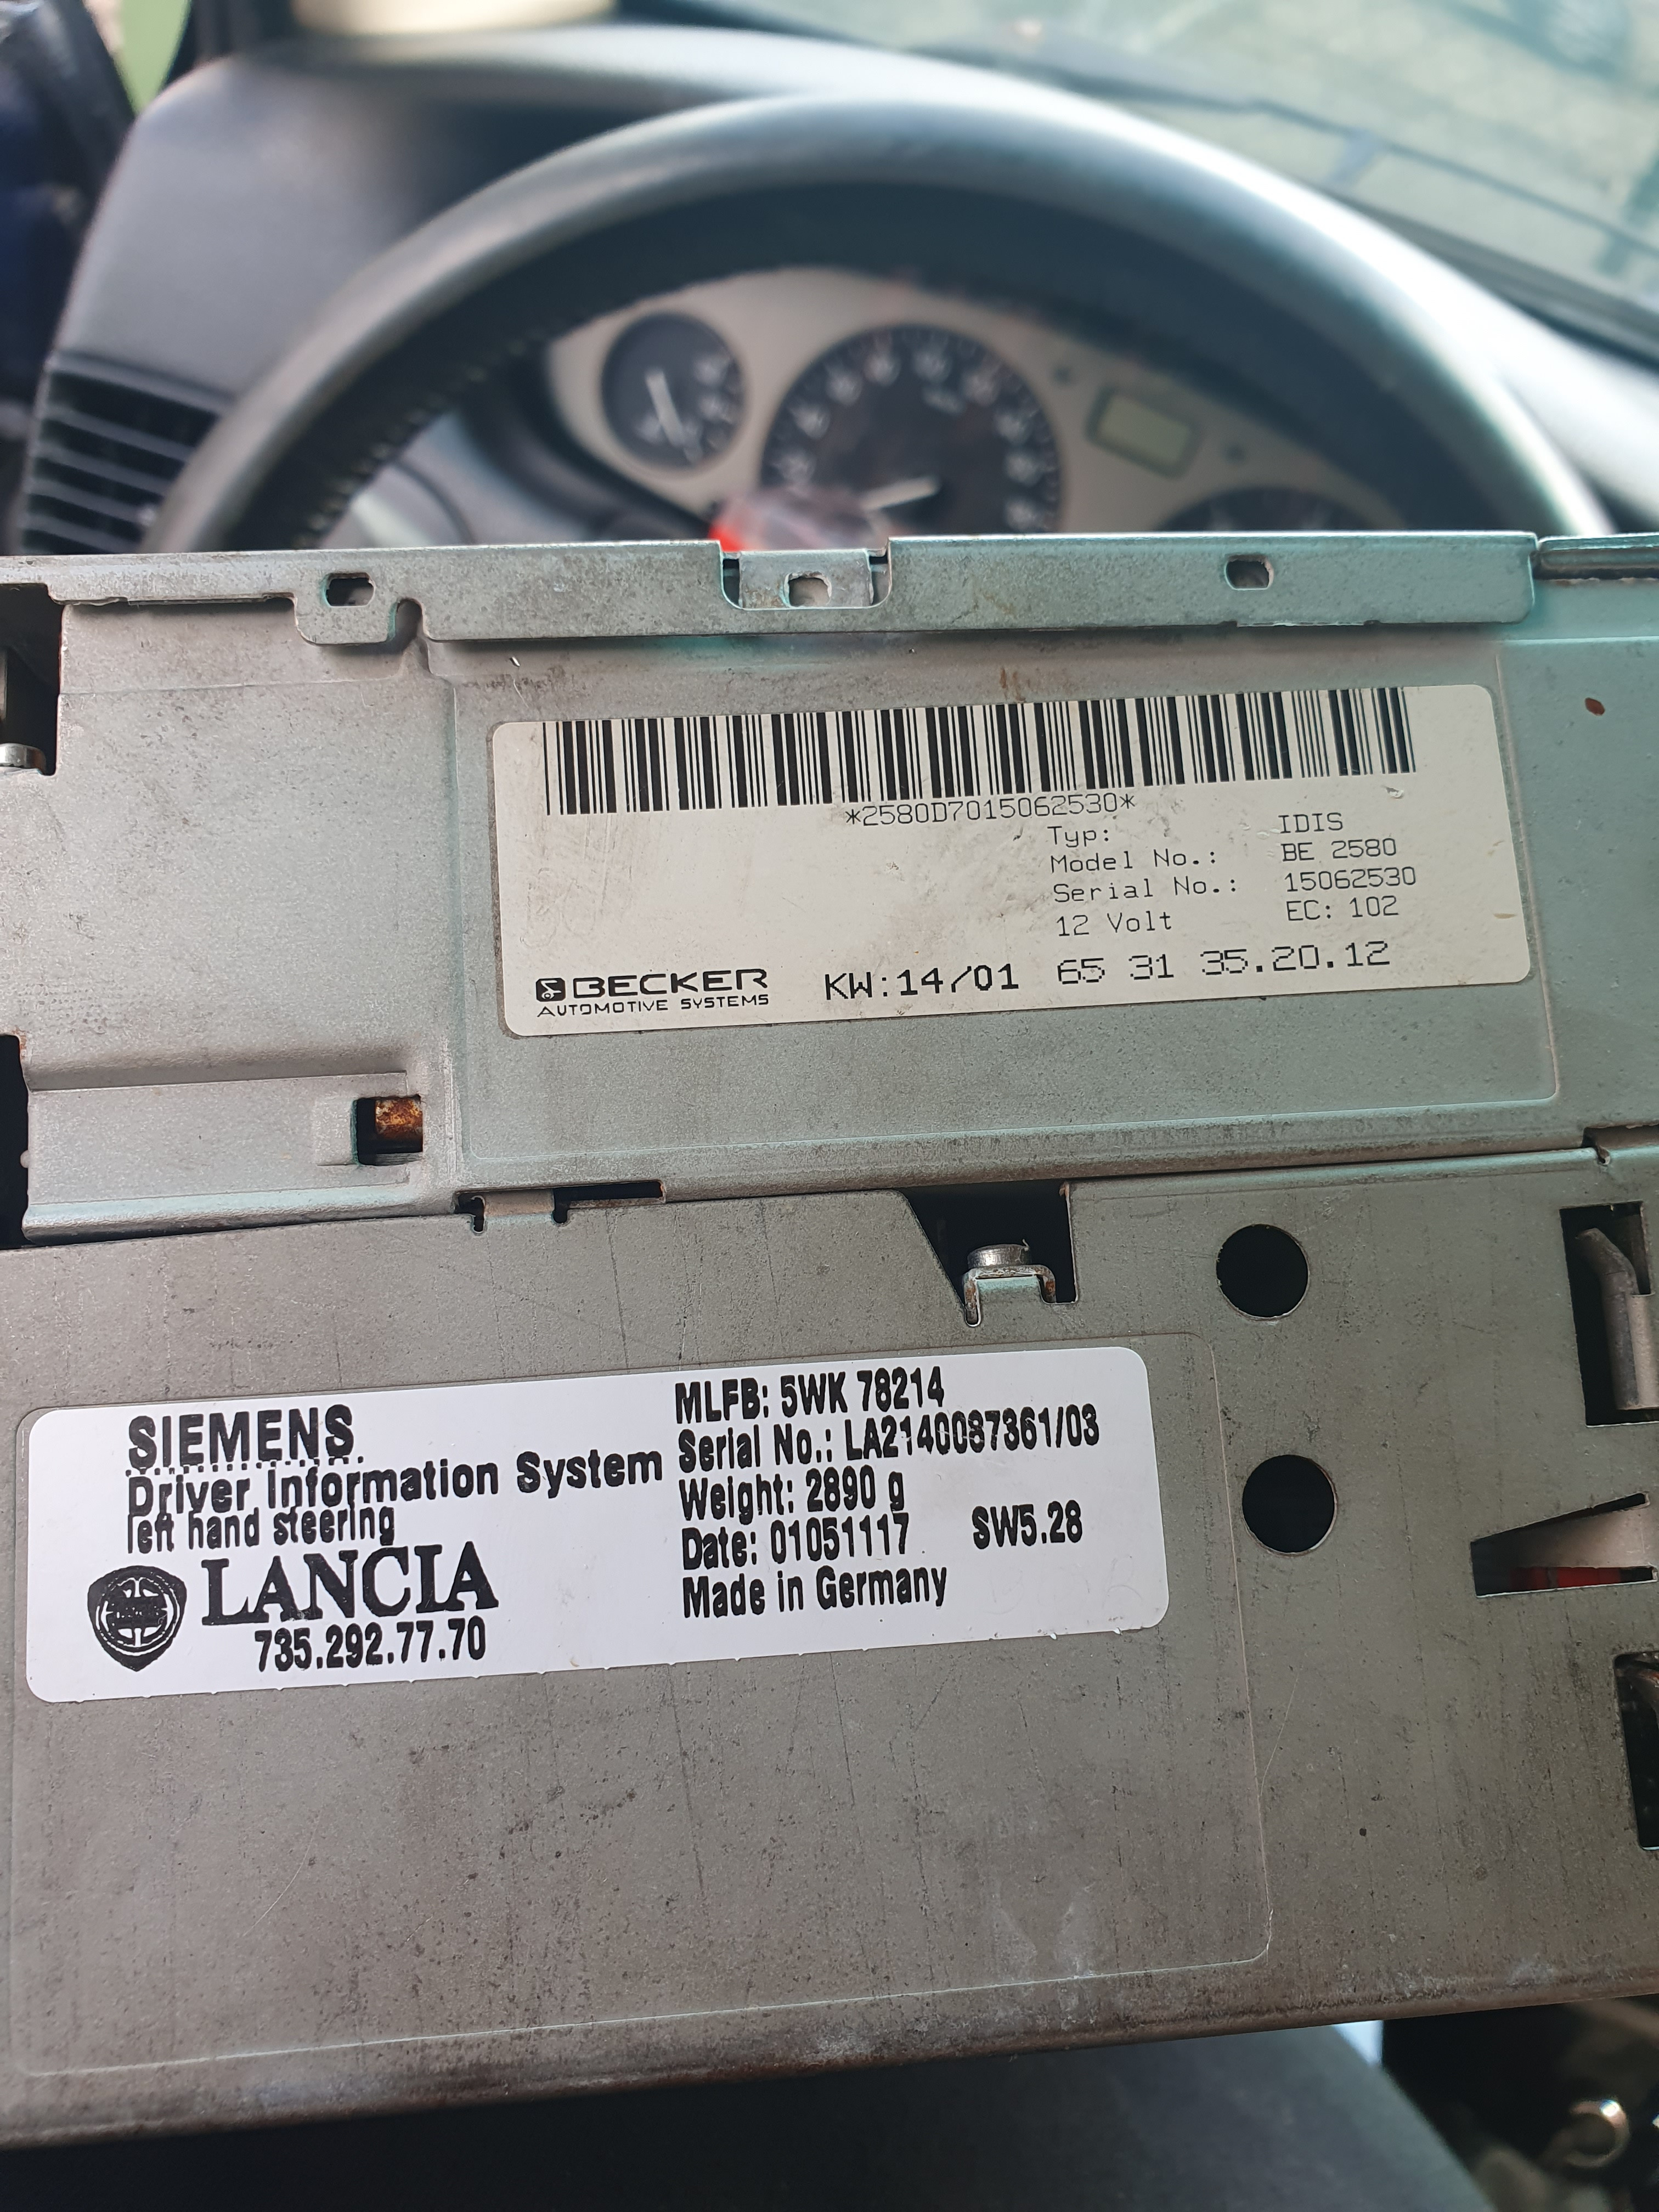 *2580D7015062530*
Typ: IDIS
Model No.: BE 2580
Serial No.: 15062530
12 Volt EC: 102
BECKER KW:14/01 65 31 35.20.12
AUTOMOTIVE SYSTEMS
SIEMENS
Driver Information System
left hand steering
LANCIA
735.292.77.70
MLFB: 5WK 78214
Serial No.: LA2140087361/03
Weight: 2890 g
Date: 01051117 SW5.28
Made in Germany